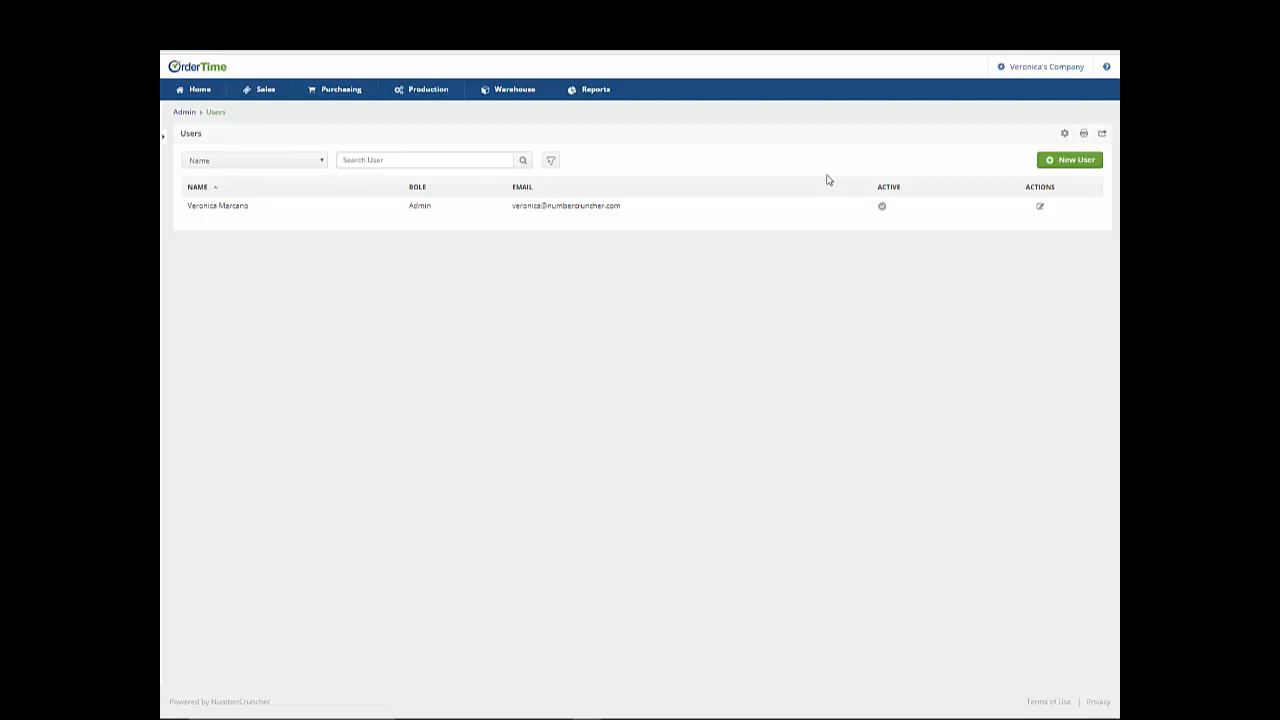 OrderTime Veronica's Company ?
Home Sales Purchasing Production Warehouse Reports
Admin › Users
Users
Name Search User New User
NAME ROLE EMAIL ACTIVE ACTIONS
Veronica Marcano Admin veronica@numbercruncher.com
Powered by NumberCruncher Terms of Use | Privacy